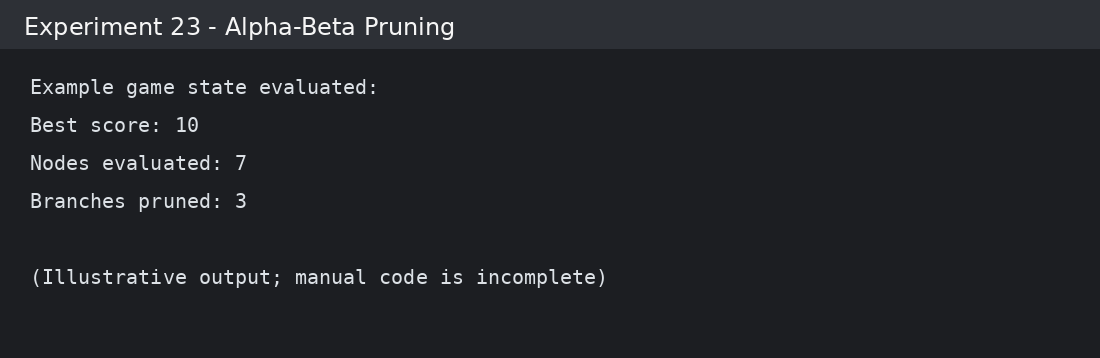 Experiment 23 - Alpha-Beta Pruning
Example game state evaluated:
Best score: 10
Nodes evaluated: 7
Branches pruned: 3
(Illustrative output; manual code is incomplete)